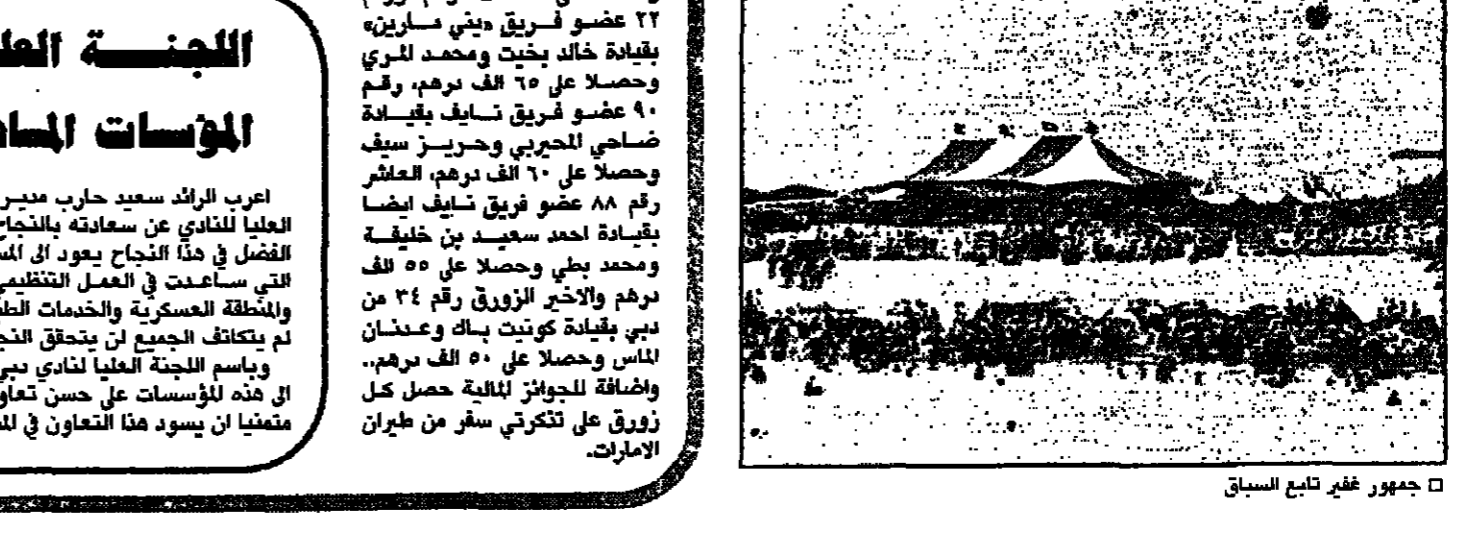 □ جمهور غفير تابع السباق
٢٢ عضو فريق «يني مارين»
بقيادة خالد بخيت ومحمد المري
وحصلا على ٦٥ الف درهم، رقم
٩٠ عضو فريق نايف بقيادة
ضاحي المحيربي وحريز سيف
وحصلا على ٦٠ الف درهم، العاشر
رقم ٨٨ عضو فريق نايف ايضا
بقيادة احمد سعيد بن خليفة
ومحمد بطي وحصلا على ٥٥ الف
درهم والاخير الزورق رقم ٣٤ من
دبي بقيادة كونيت باك وعدنان
الماس وحصلا على ٥٠ الف درهم..
واضافة للجوائز المالية حصل كل
زورق على تذكرتي سفر من طيران
الامارات.
اللجنة العل
المؤسسات المسا
اعرب الرائد سعيد حارب مدير
العليا للنادي عن سعادته بالنجا
الفضل في هذا النجاح يعود الى الم
التي ساعدت في العمل التنظيمي
والمنطقة العسكرية والخدمات الط
لم يتكاتف الجميع لن يتحقق النج
وباسم اللجنة العليا لنادي دبي
الى هذه المؤسسات على حسن تعاو
متمنيا ان يسود هذا التعاون في الم